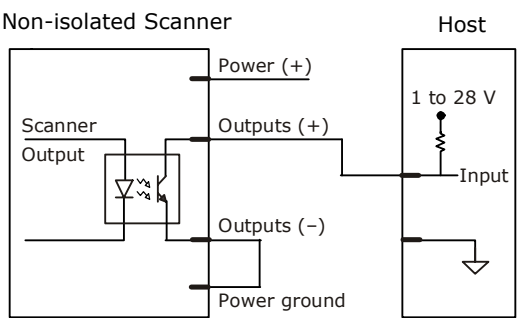 Non-isolated Scanner
Host
Power (+)
1 to 28 V
Scanner
Output
Outputs (+)
Input
Outputs (–)
Power ground